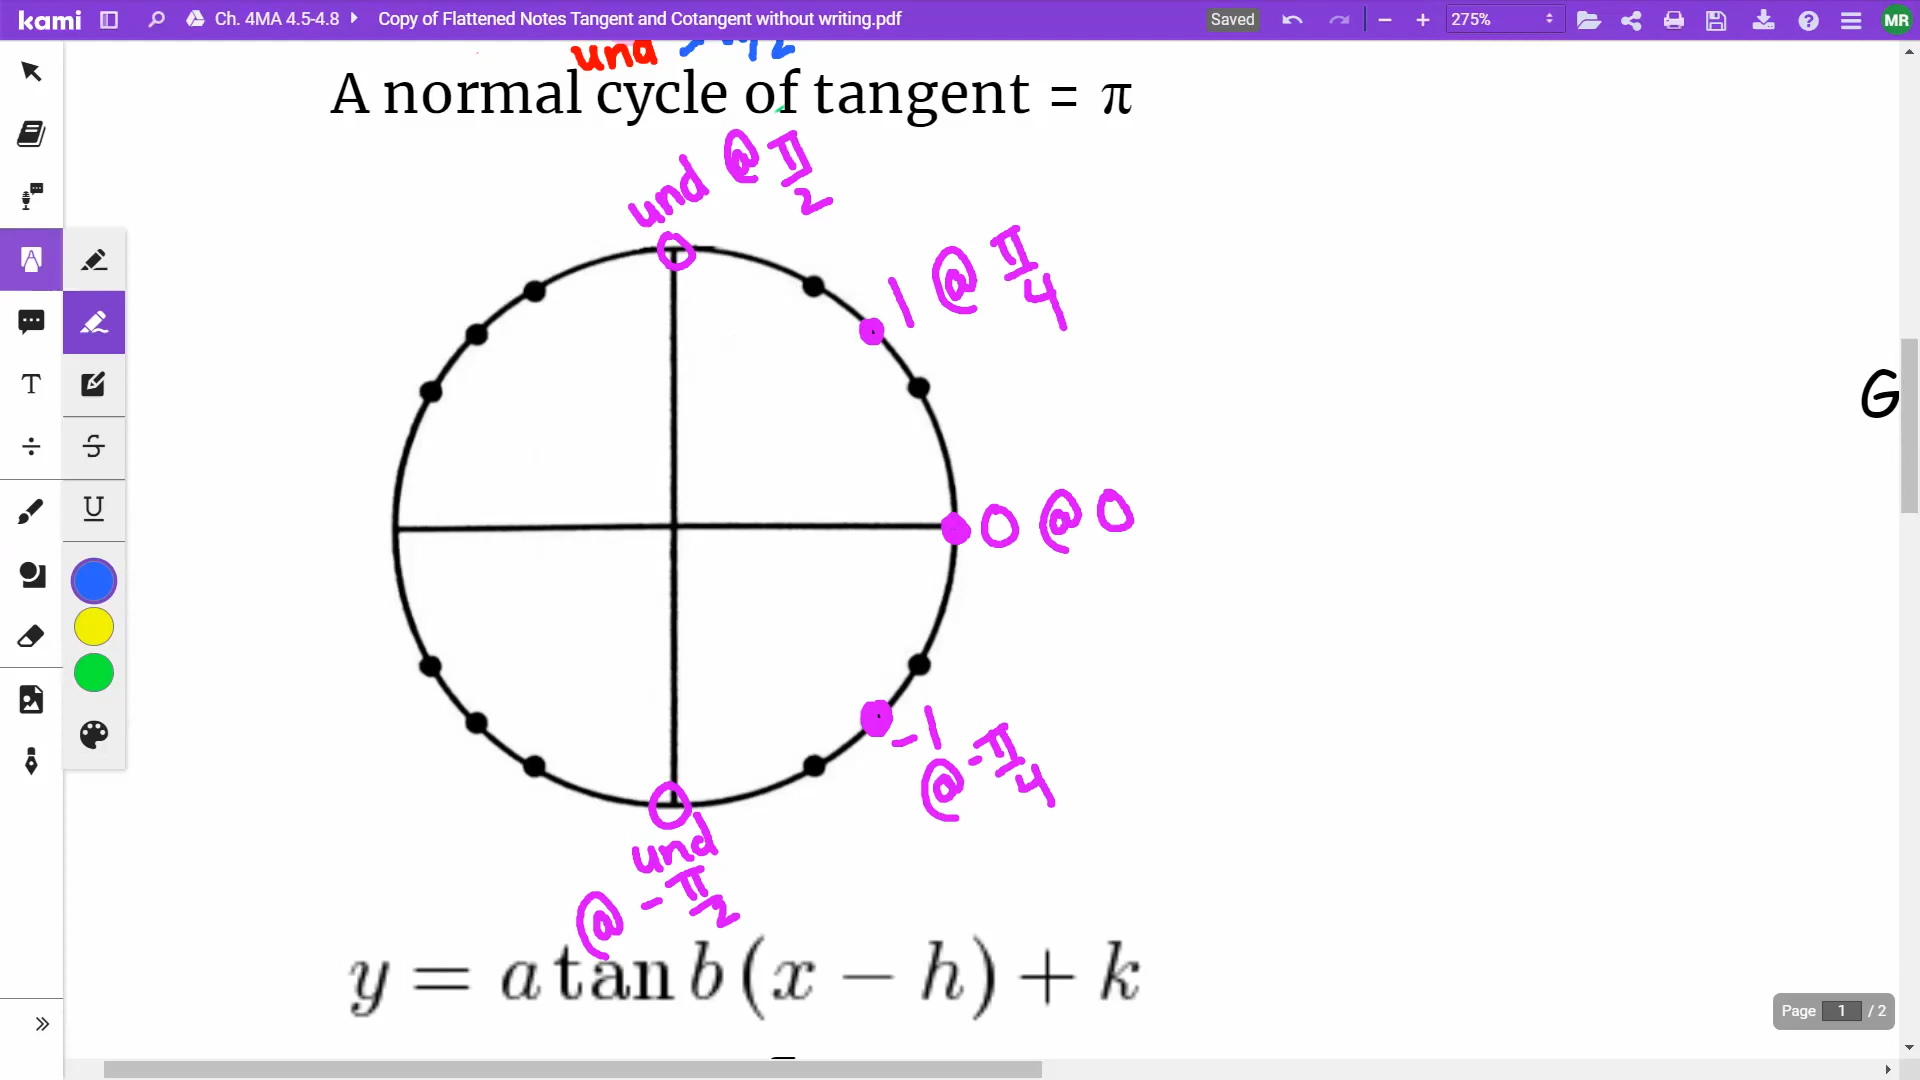 kami Ch. 4MA 4.5-4.8 Copy of Flattened Notes Tangent and Cotangent without writing.pdf Saved 275% MR
und
A normal cycle of tangent = π
und @ π/2
1 @ π/4
G
0 @ 0
-1
@ -π/4
und
@ -π/2
y = a tan b (x − h) + k
Page 1 / 2